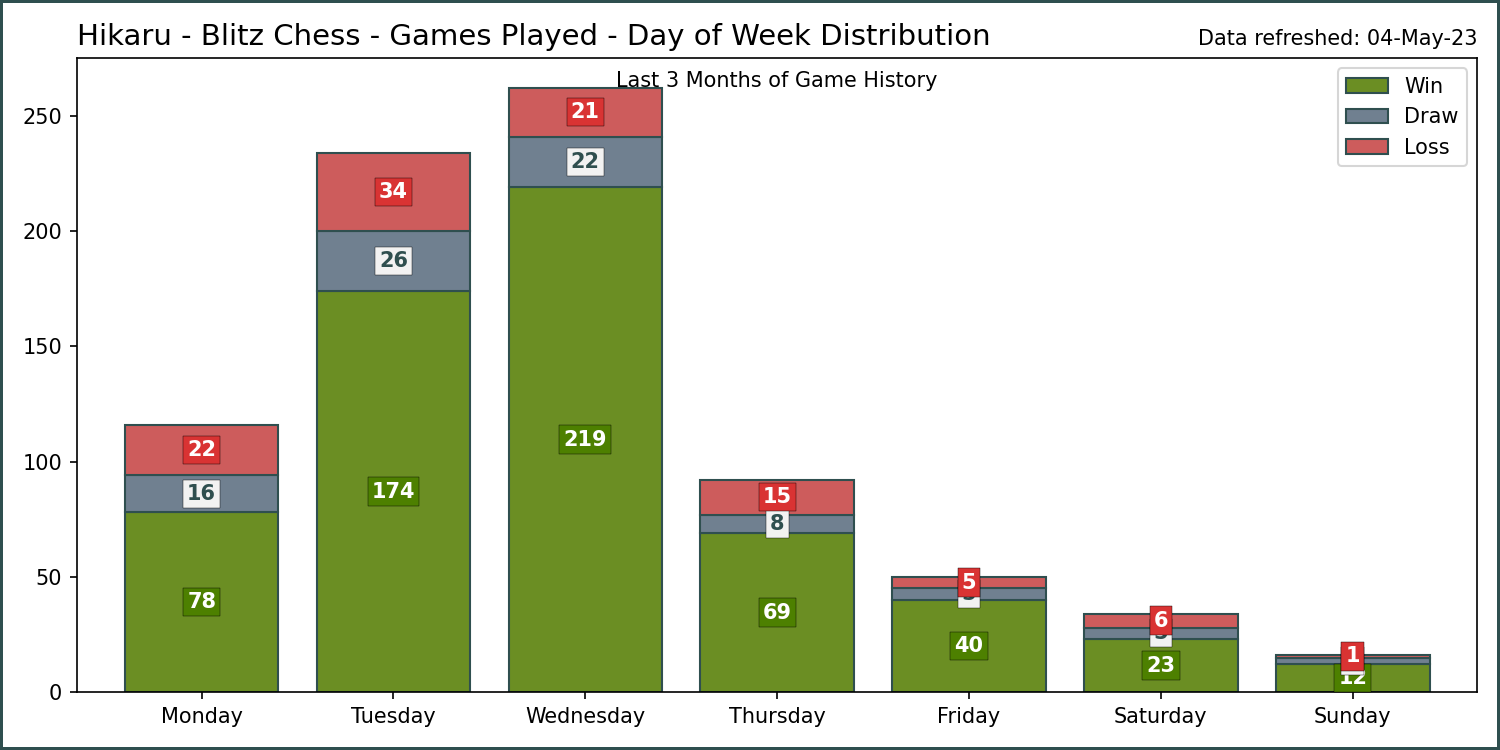 Hikaru - Blitz Chess - Games Played - Day of Week Distribution
Data refreshed: 04-May-23
Last 3 Months of Game History
Win
Draw
Loss
250
200
150
100
50
0
22
16
78
34
26
174
21
22
219
15
8
69
5
40
6
23
1
12
Monday
Tuesday
Wednesday
Thursday
Friday
Saturday
Sunday